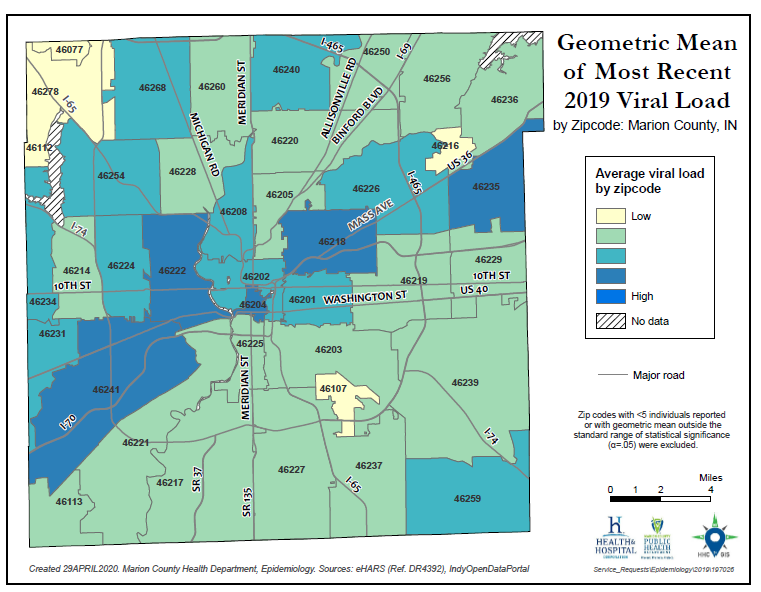 Geometric Mean
of Most Recent
2019 Viral Load
by Zipcode: Marion County, IN
Average viral load
by zipcode
Low
High
No data
Major road
Zip codes with <5 individuals reported
or with geometric mean outside the
standard range of statistical significance
(α=.05) were excluded.
Miles
0 1 2 4
HEALTH&
HOSPITAL
CORPORATION
PUBLIC
HEALTH
DEPARTMENT
HHC GIS
Service_Requests\Epidemiology\2019\197026
46077
I-465
46250
I-69
46278
46268
46260
MERIDIAN ST
46240
ALLISONVILLE RD
BINFORD BLVD
46256
46236
I-65
MICHIGAN RD
46112
46220
46216
US 36
46254
46228
46205
46226
I-465
46235
46208
MASS AVE
I-74
46218
46214
46224
46222
46202
46219
46229
10TH ST
10TH ST
US 40
46234
46204
46201
WASHINGTON ST
46231
46225
46203
MERIDIAN ST
46241
46107
46239
I-70
46221
I-74
46217
SR 37
SR 135
46227
I-65
46237
46113
46259
Created 29APRIL2020. Marion County Health Department, Epidemiology. Sources: eHARS (Ref. DR4392), IndyOpenDataPortal